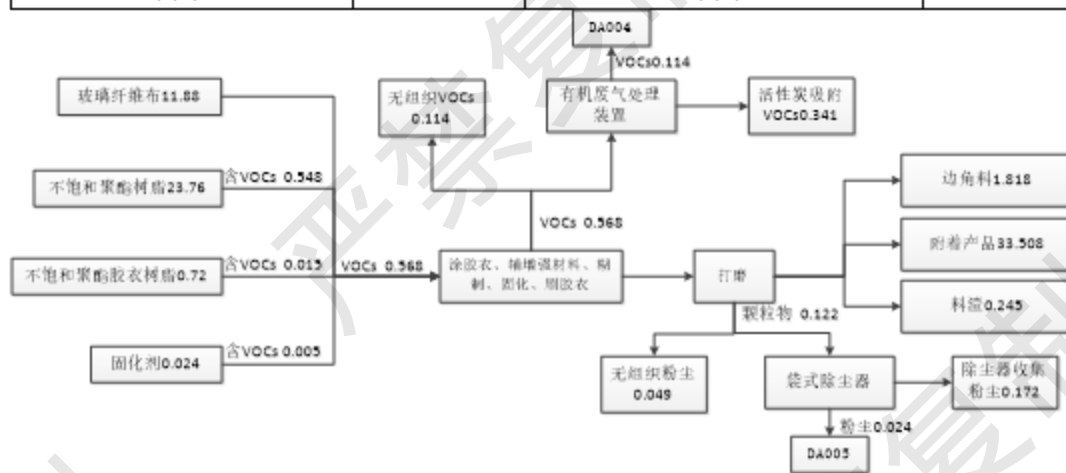 DA004
VOCs0.114
玻璃纤维布11.88
无组织VOCs
0.114
有机废气处理
装置
活性炭吸附
VOCs0.341
不饱和聚酯树脂23.76
含VOCs 0.548
边角料1.818
VOCs 0.568
附着产品33.508
不饱和聚酯胶衣树脂0.72
含VOCs 0.015
VOCs 0.568
涂胶衣、铺增强材料、糊
制、固化、刷胶衣
打磨
料渣0.245
颗粒物 0.122
固化剂0.024
含VOCs 0.005
无组织粉尘
0.049
袋式除尘器
除尘器收集
粉尘0.172
粉尘0.024
DA005
严禁复制